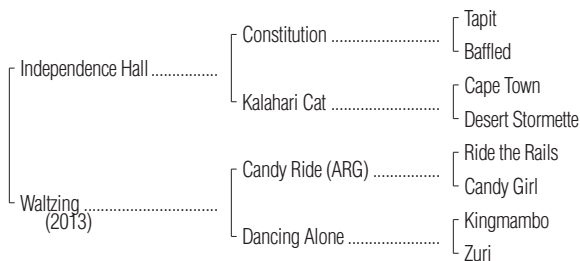 Tapit
Constitution ..........................
Baffled
Independence Hall ................
Cape Town
Kalahari Cat ..........................
Desert Stormette
Ride the Rails
Candy Ride (ARG) ................
Candy Girl
Waltzing ................................
(2013)
Kingmambo
Dancing Alone ......................
Zuri